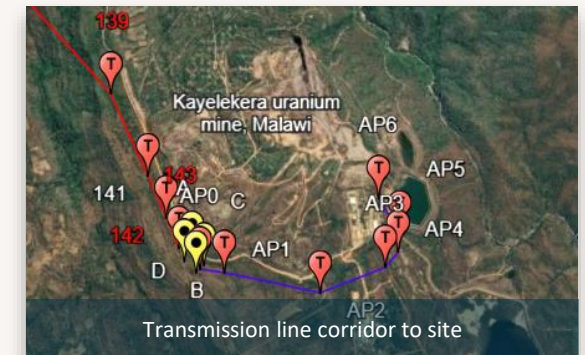 139
Kayelekera uranium
mine, Malawi
AP6
143
AP5
141
A
AP0
C
AP3
142
AP1
AP4
D
B
AP2
Transmission line corridor to site